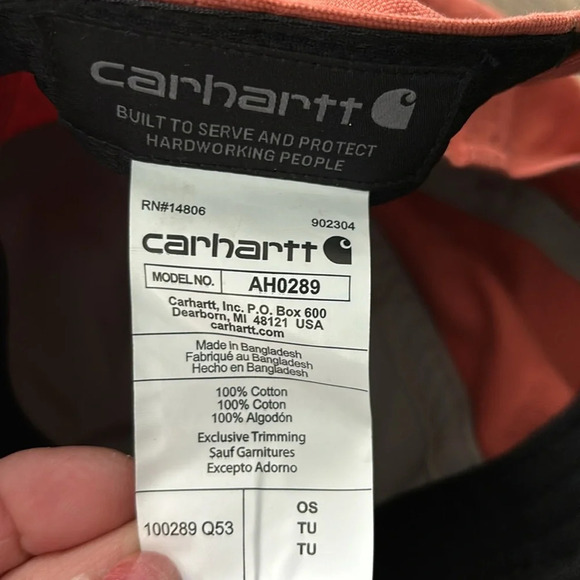 carhartt
BUILT TO SERVE AND PROTECT
HARDWORKING PEOPLE
RN#14806
902304
carhartt
MODEL NO. AH0289
Carhartt, Inc. P.O. Box 600
Dearborn, MI 48121 USA
carhartt.com
Made in Bangladesh
Fabriqué au Bangladesh
Hecho en Bangladesh
100% Cotton
100% Coton
100% Algodón
Exclusive Trimming
Sauf Garnitures
Excepto Adorno
100289 Q53
OS
TU
TU